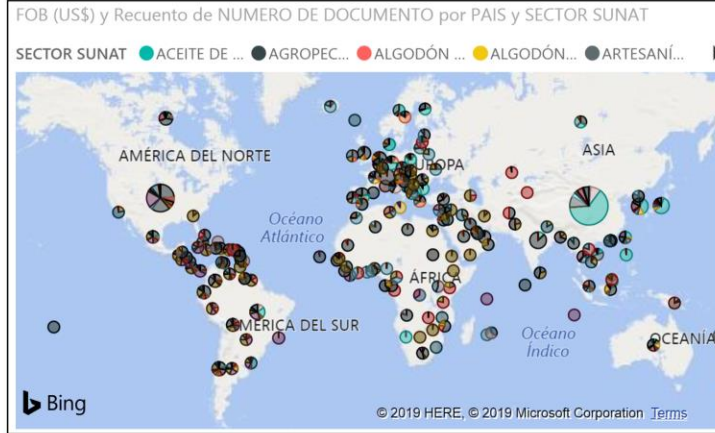 FOB (US$) y Recuento de NUMERO DE DOCUMENTO por PAIS y SECTOR SUNAT
SECTOR SUNAT ACEITE DE ... AGROPEC... ALGODÓN ... ALGODÓN... ARTESANÍ...
AMÉRICA DEL NORTE
ASIA
Océano
Atlántico
ÁFRICA
AMÉRICA DEL SUR
Océano
Índico
OCEANÍA
Bing
© 2019 HERE, © 2019 Microsoft Corporation Terms